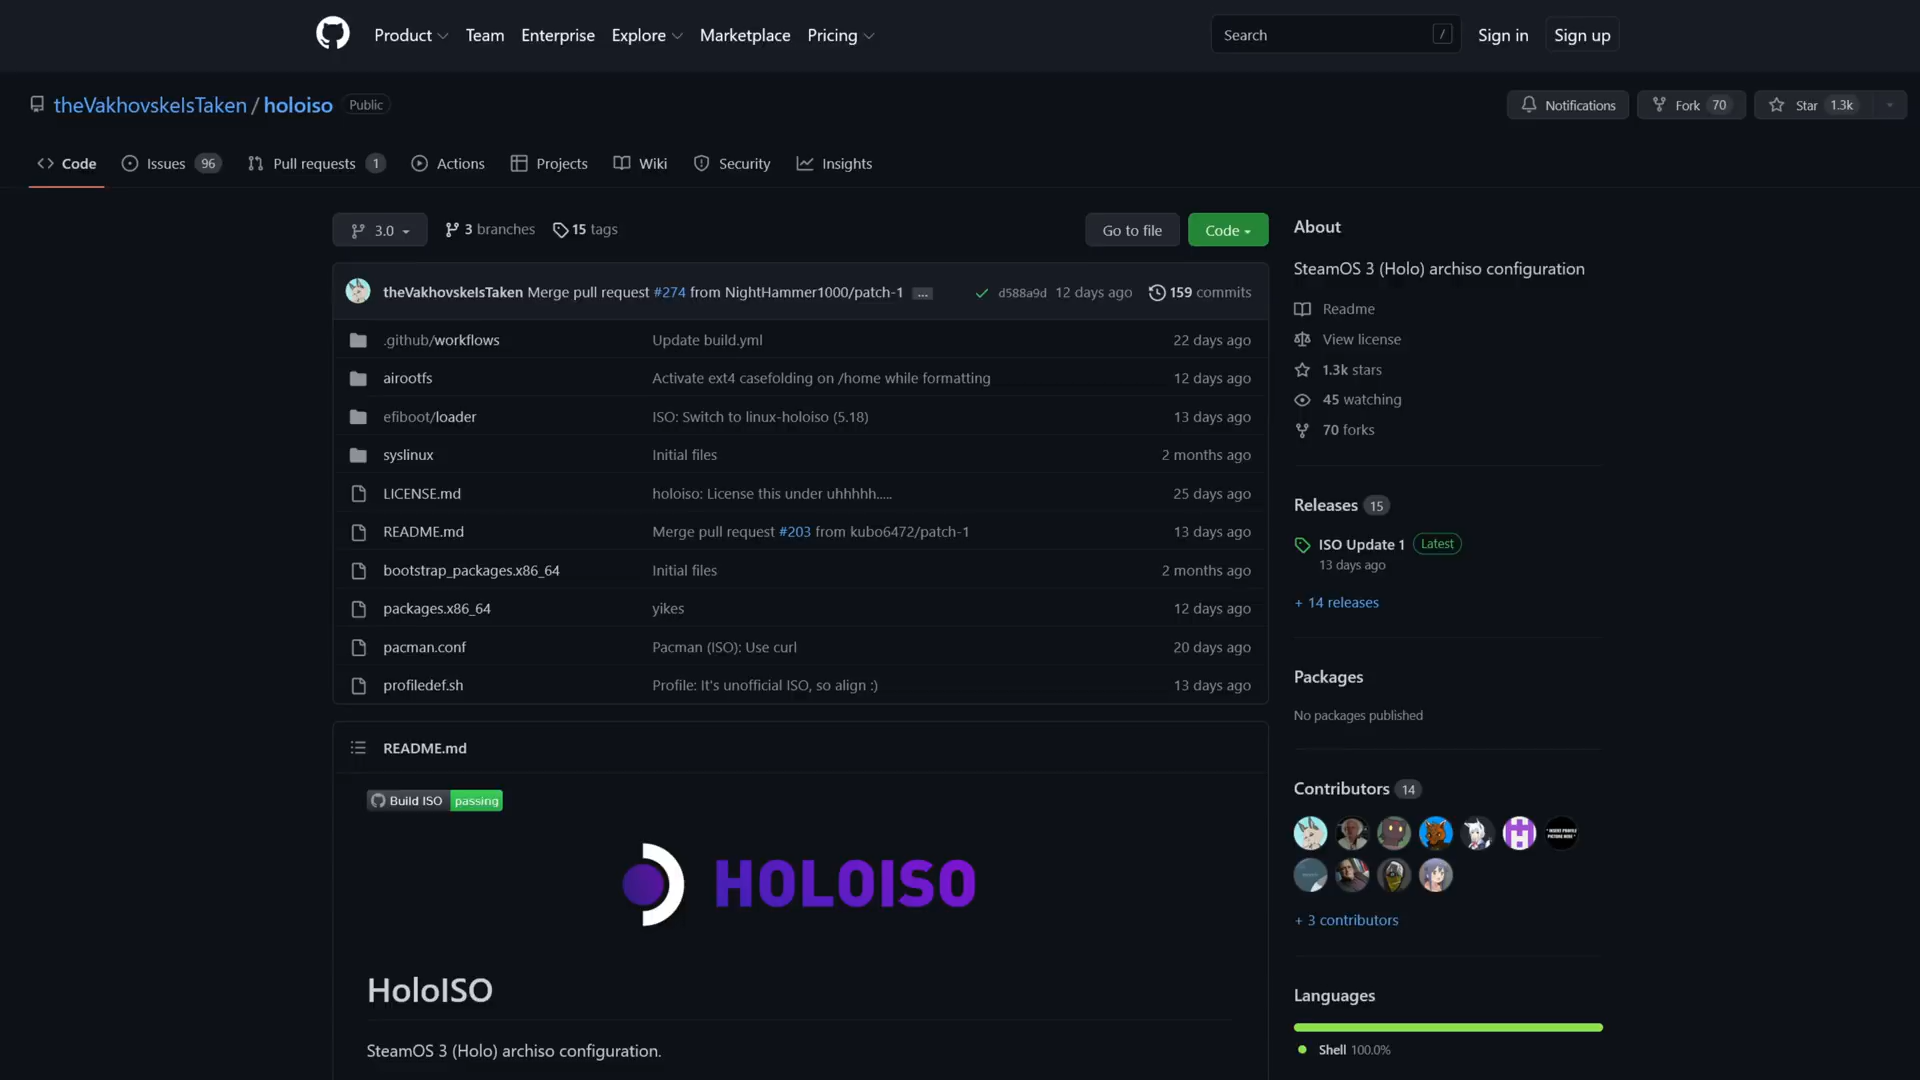 Product Team Enterprise Explore Marketplace Pricing Search / Sign in Sign up
theVakhovskeIsTaken / holoiso Public Notifications Fork 70 Star 1.3k
Code Issues 96 Pull requests 1 Actions Projects Wiki Security Insights
3.0 3 branches 15 tags Go to file Code
theVakhovskeIsTaken Merge pull request #274 from NightHammer1000/patch-1 ... d588a9d 12 days ago 159 commits
.github/workflows Update build.yml 22 days ago
airootfs Activate ext4 casefolding on /home while formatting 12 days ago
efiboot/loader ISO: Switch to linux-holoiso (5.18) 13 days ago
syslinux Initial files 2 months ago
LICENSE.md holoiso: License this under uhhhhh..... 25 days ago
README.md Merge pull request #203 from kubo6472/patch-1 13 days ago
bootstrap_packages.x86_64 Initial files 2 months ago
packages.x86_64 yikes 12 days ago
pacman.conf Pacman (ISO): Use curl 20 days ago
profiledef.sh Profile: It's unofficial ISO, so align :) 13 days ago
README.md
Build ISO passing
HOLOISO
HoloISO
SteamOS 3 (Holo) archiso configuration.
About
SteamOS 3 (Holo) archiso configuration
Readme
View license
1.3k stars
45 watching
70 forks
Releases 15
ISO Update 1 Latest
13 days ago
+ 14 releases
Packages
No packages published
Contributors 14
+ 3 contributors
Languages
Shell 100.0%